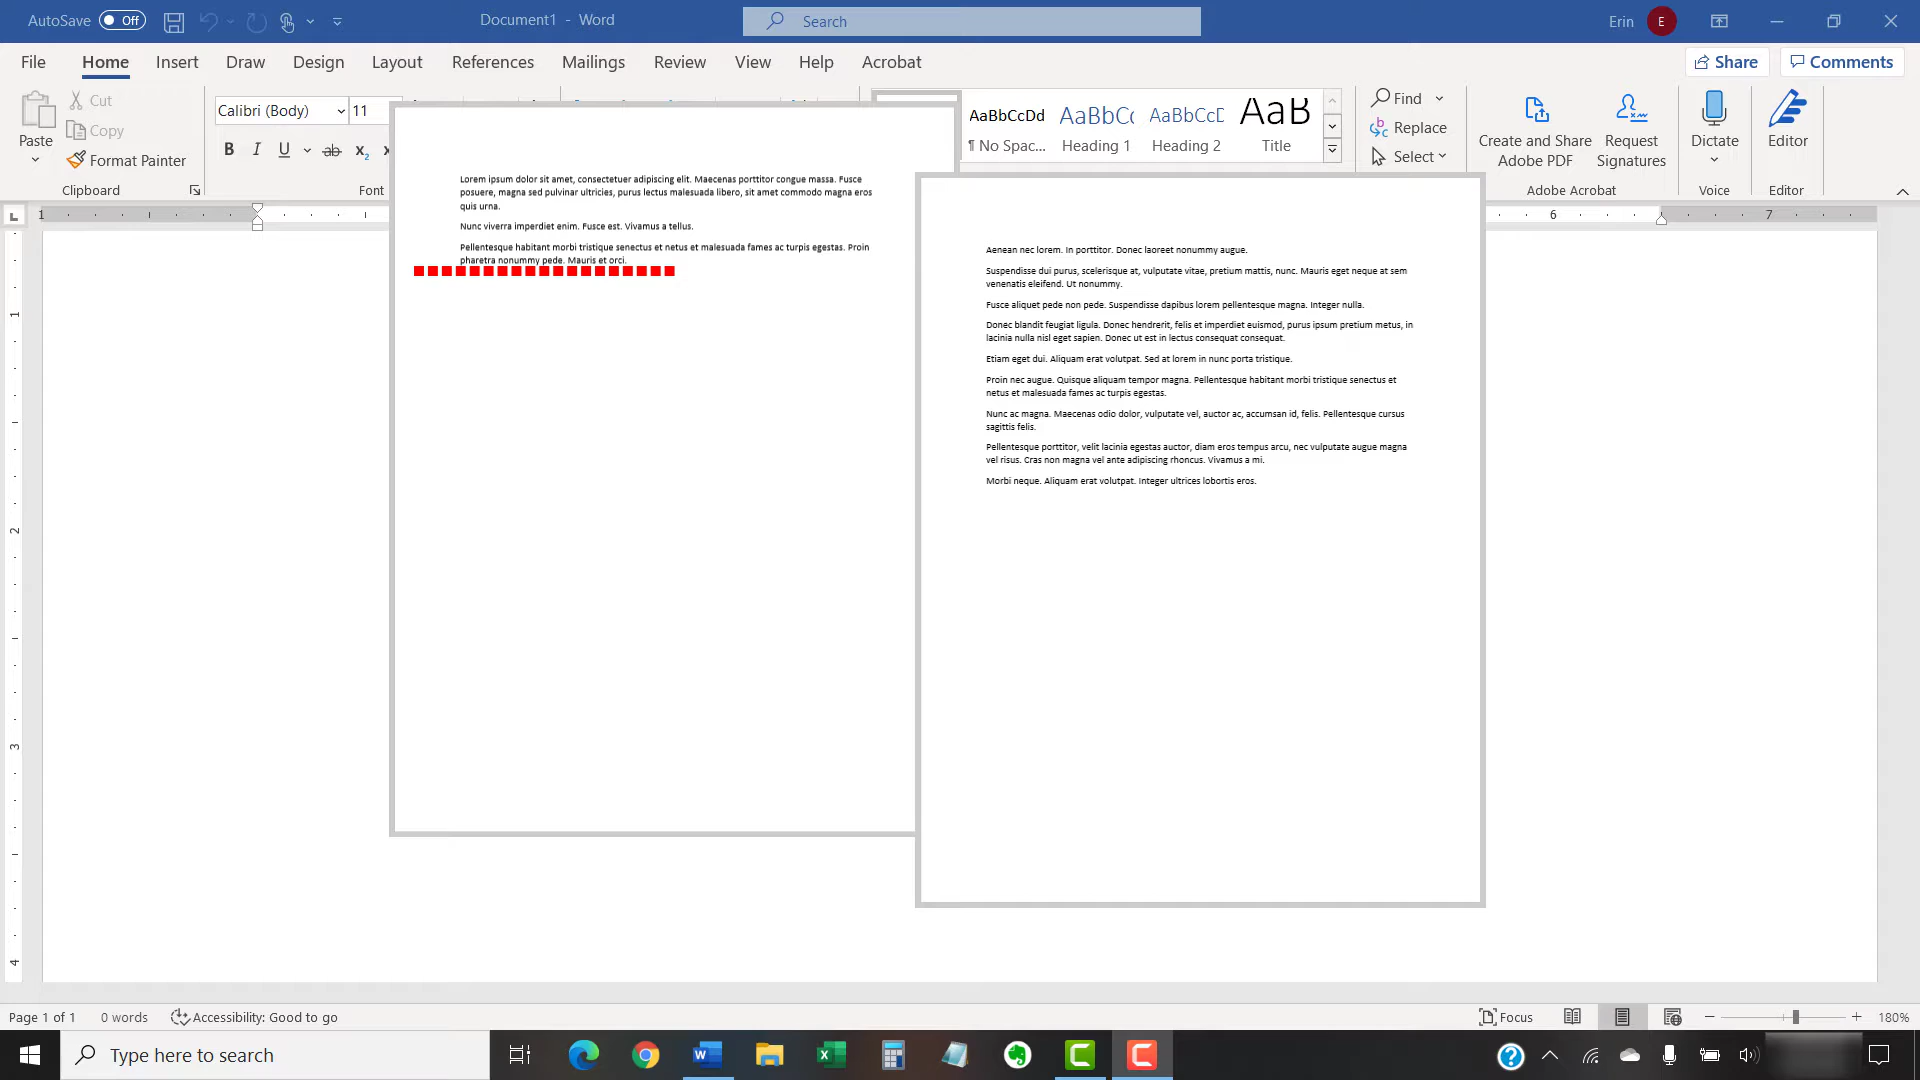 AutoSave Off Document1 - Word Search Erin E
File Home Insert Draw Design Layout References Mailings Review View Help Acrobat Share Comments
Paste
Cut
Copy
Format Painter
Clipboard
Calibri (Body) 11
B I U ab x2
Font
AaBbCcDd AaBbCc AaBbCcD AaB
¶ No Spac... Heading 1 Heading 2 Title
Find
Replace
Select
Create and Share
Adobe PDF
Request
Signatures
Adobe Acrobat
Dictate
Voice
Editor
Editor
L 1 6 7
1
2
3
4
Lorem ipsum dolor sit amet, consectetuer adipiscing elit. Maecenas porttitor congue massa. Fusce
posuere, magna sed pulvinar ultricies, purus lectus malesuada libero, sit amet commodo magna eros
quis urna.
Nunc viverra imperdiet enim. Fusce est. Vivamus a tellus.
Pellentesque habitant morbi tristique senectus et netus et malesuada fames ac turpis egestas. Proin
pharetra nonummy pede. Mauris et orci.
Aenean nec lorem. In porttitor. Donec laoreet nonummy augue.
Suspendisse dui purus, scelerisque at, vulputate vitae, pretium mattis, nunc. Mauris eget neque at sem
venenatis eleifend. Ut nonummy.
Fusce aliquet pede non pede. Suspendisse dapibus lorem pellentesque magna. Integer nulla.
Donec blandit feugiat ligula. Donec hendrerit, felis et imperdiet euismod, purus ipsum pretium metus, in
lacinia nulla nisl eget sapien. Donec ut est in lectus consequat consequat.
Etiam eget dui. Aliquam erat volutpat. Sed at lorem in nunc porta tristique.
Proin nec augue. Quisque aliquam tempor magna. Pellentesque habitant morbi tristique senectus et
netus et malesuada fames ac turpis egestas.
Nunc ac magna. Maecenas odio dolor, vulputate vel, auctor ac, accumsan id, felis. Pellentesque cursus
sagittis felis.
Pellentesque porttitor, velit lacinia egestas auctor, diam eros tempus arcu, nec vulputate augue magna
vel risus. Cras non magna vel ante adipiscing rhoncus. Vivamus a mi.
Morbi neque. Aliquam erat volutpat. Integer ultrices lobortis eros.
Page 1 of 1 0 words Accessibility: Good to go Focus 180%
Type here to search